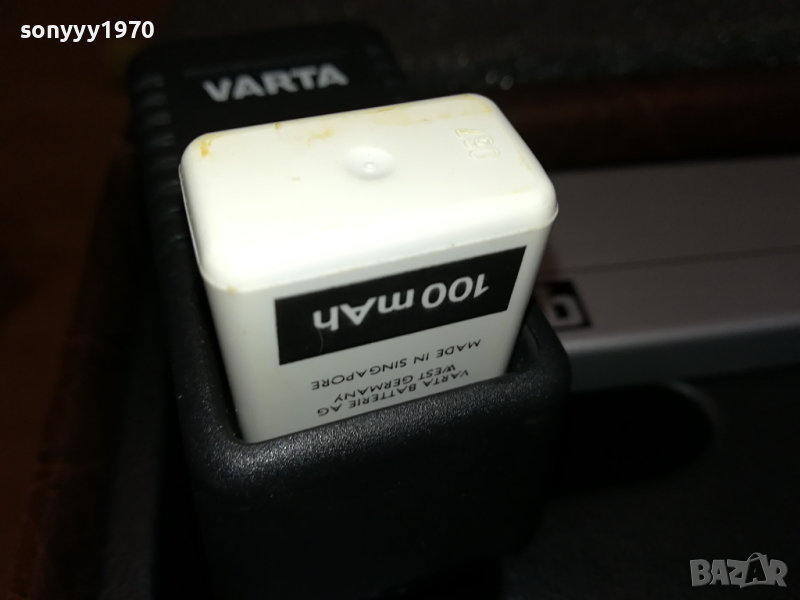 sonyyy1970
VARTA
100 mAh
MADE IN SINGAPORE
WEST GERMANY
VARTA BATTERIE AG
BAZAR